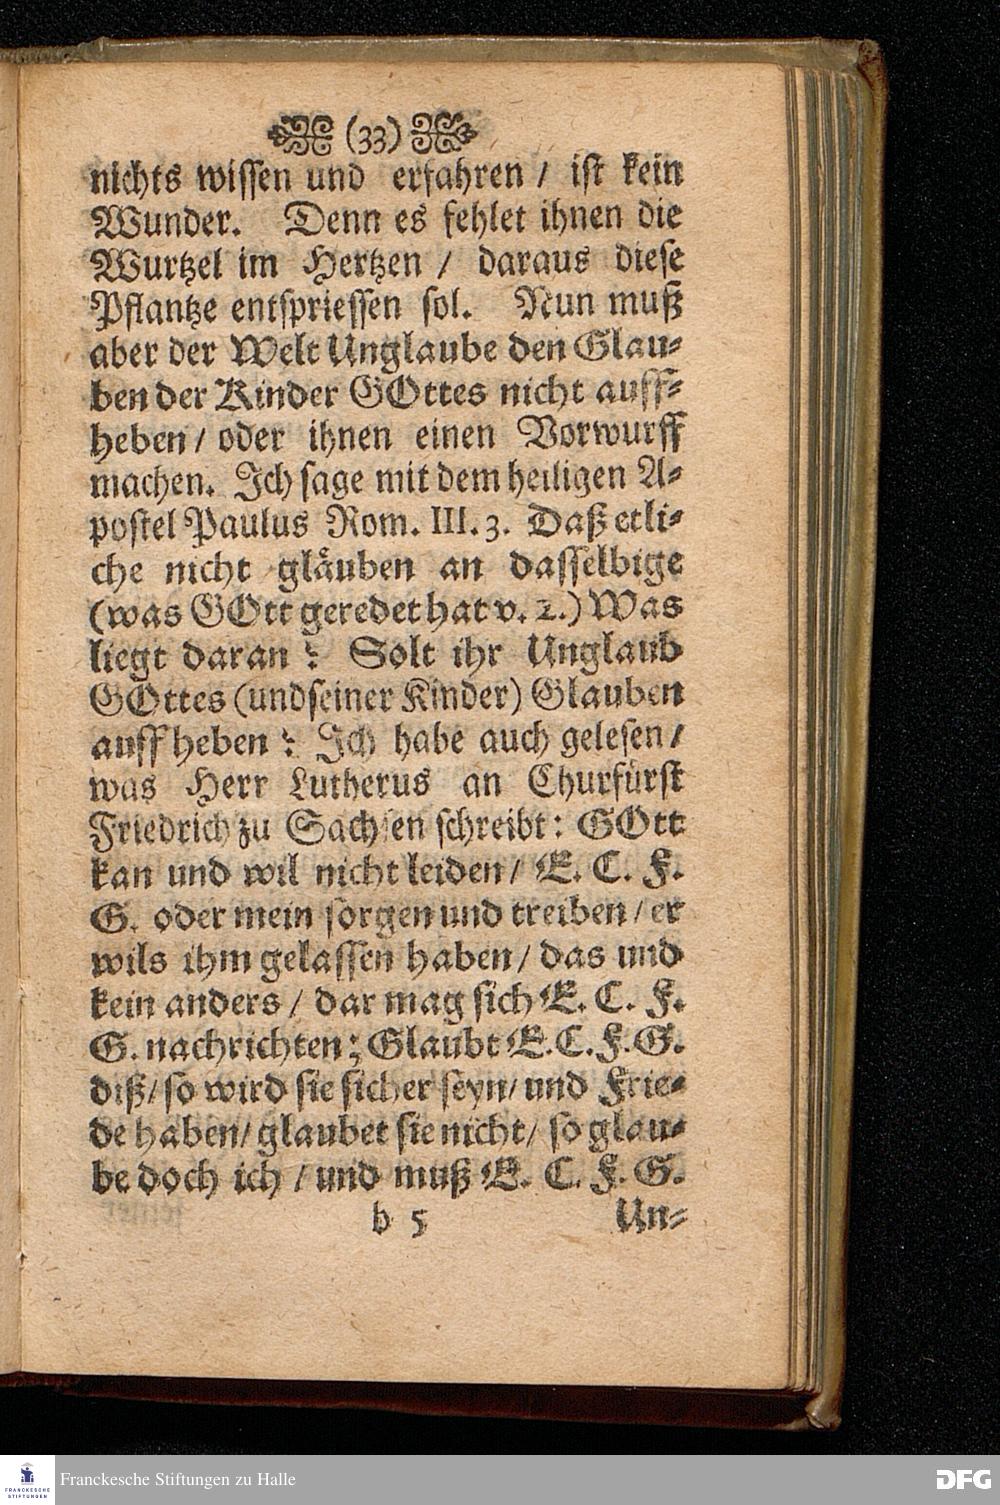 (33)
nichts wissen und erfahren / ist kein
Wunder. Denn es fehlet ihnen die
Wurtzel im Hertzen / daraus diese
Pflantze entspriessen sol. Nun muß
aber der Welt Unglaube den Glau⸗
ben der Kinder GOttes nicht auff⸗
heben / oder ihnen einen Vorwurff
machen. Ich sage mit dem heiligen A⸗
postel Paulus Rom. III. 3. Daß etli⸗
che nicht gläuben an dasselbige
(was GOtt geredet hat v. 2.) Was
liegt daran? Solt ihr Unglaub
GOttes (und seiner Kinder) Glauben
auffheben? Ich habe auch gelesen /
was Herr Lutherus an Churfürst
Friedrich zu Sachsen schreibt: GOtt
kan und wil nicht leiden / E. C. F.
G. oder mein sorgen und treiben / er
wils ihm gelassen haben / das und
kein anders / dar mag sich E. C. F.
G. nachrichten; Glaubt E. C. F. G.
diß / so wird sie sicher seyn / und Frie⸗
de haben / glaubet sie nicht / so glau⸗
be doch ich / und muß E. C. F. G.
b 5 Un⸗
FRANCKESCHE STIFTUNGEN
Franckesche Stiftungen zu Halle
DFG